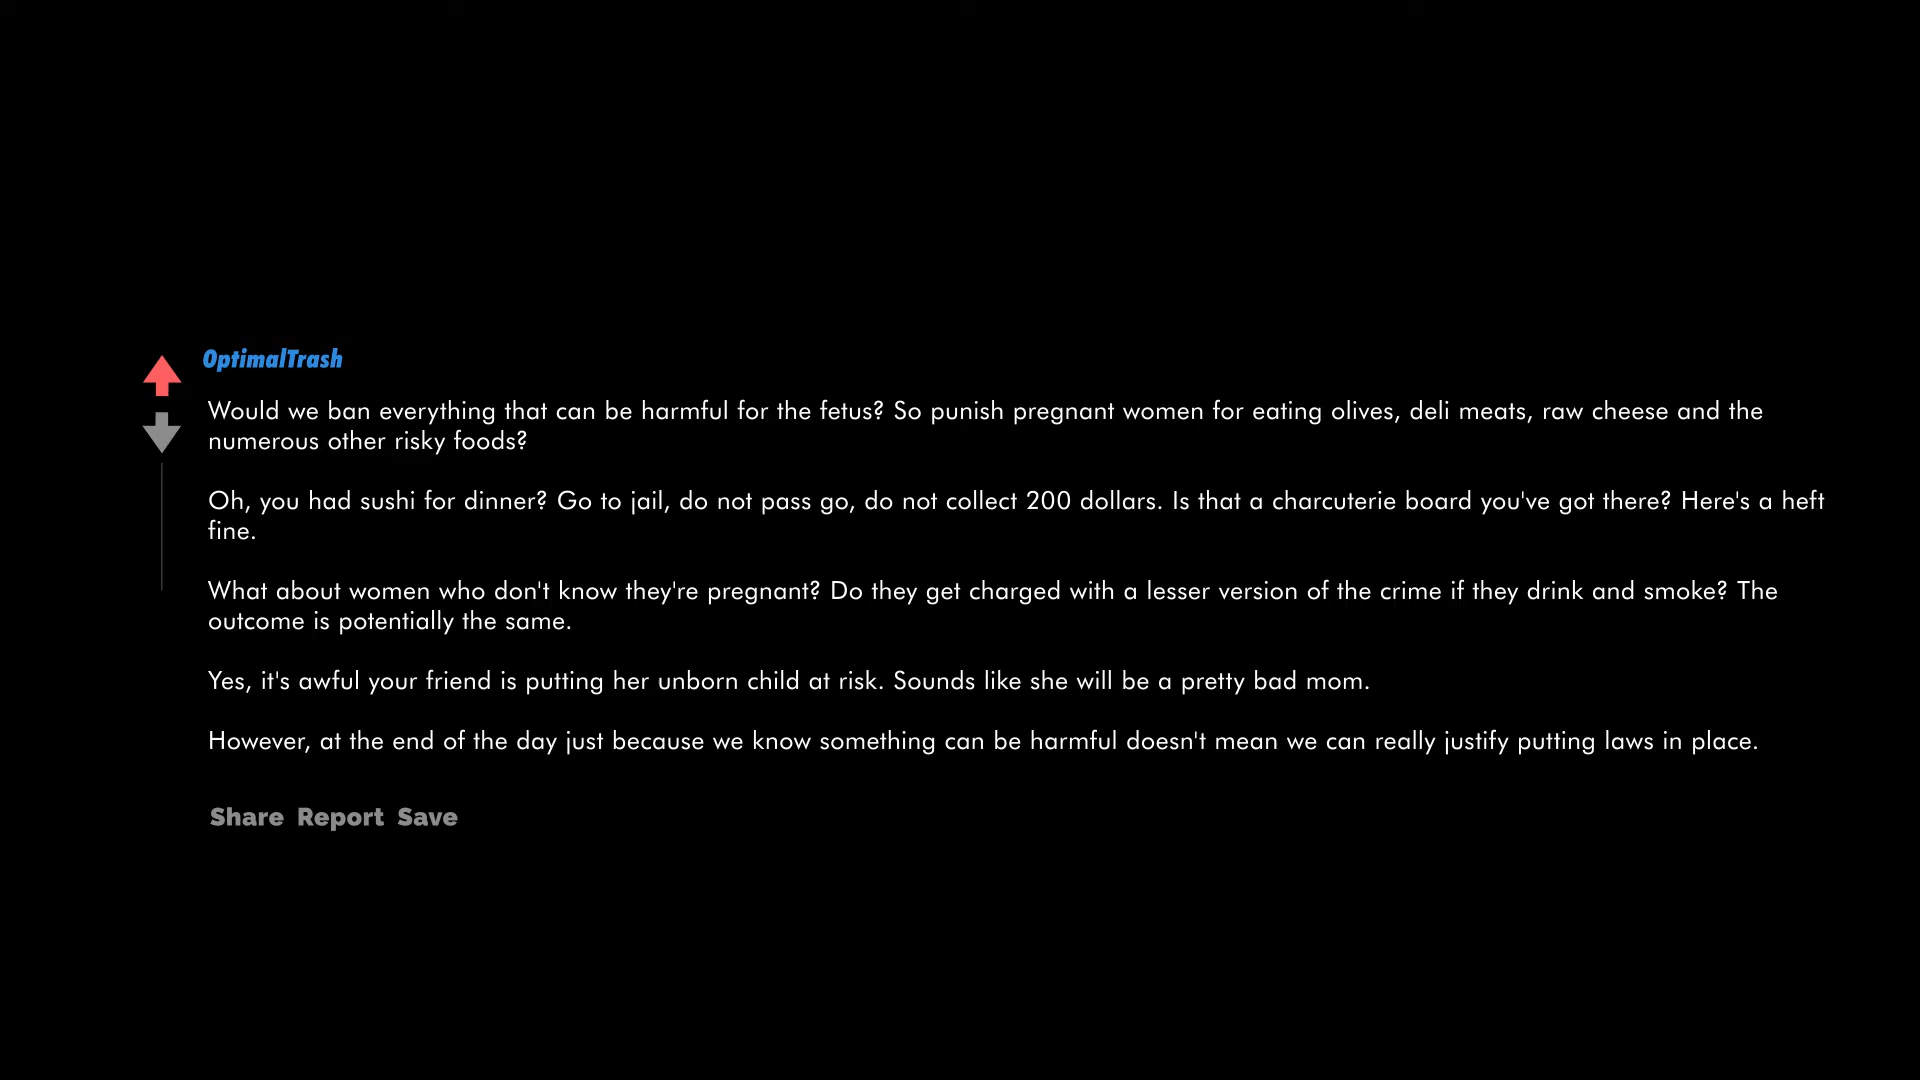 OptimalTrash
Would we ban everything that can be harmful for the fetus? So punish pregnant women for eating olives, deli meats, raw cheese and the
numerous other risky foods?
Oh, you had sushi for dinner? Go to jail, do not pass go, do not collect 200 dollars. Is that a charcuterie board you've got there? Here's a heft
fine.
What about women who don't know they're pregnant? Do they get charged with a lesser version of the crime if they drink and smoke? The
outcome is potentially the same.
Yes, it's awful your friend is putting her unborn child at risk. Sounds like she will be a pretty bad mom.
However, at the end of the day just because we know something can be harmful doesn't mean we can really justify putting laws in place.
Share Report Save